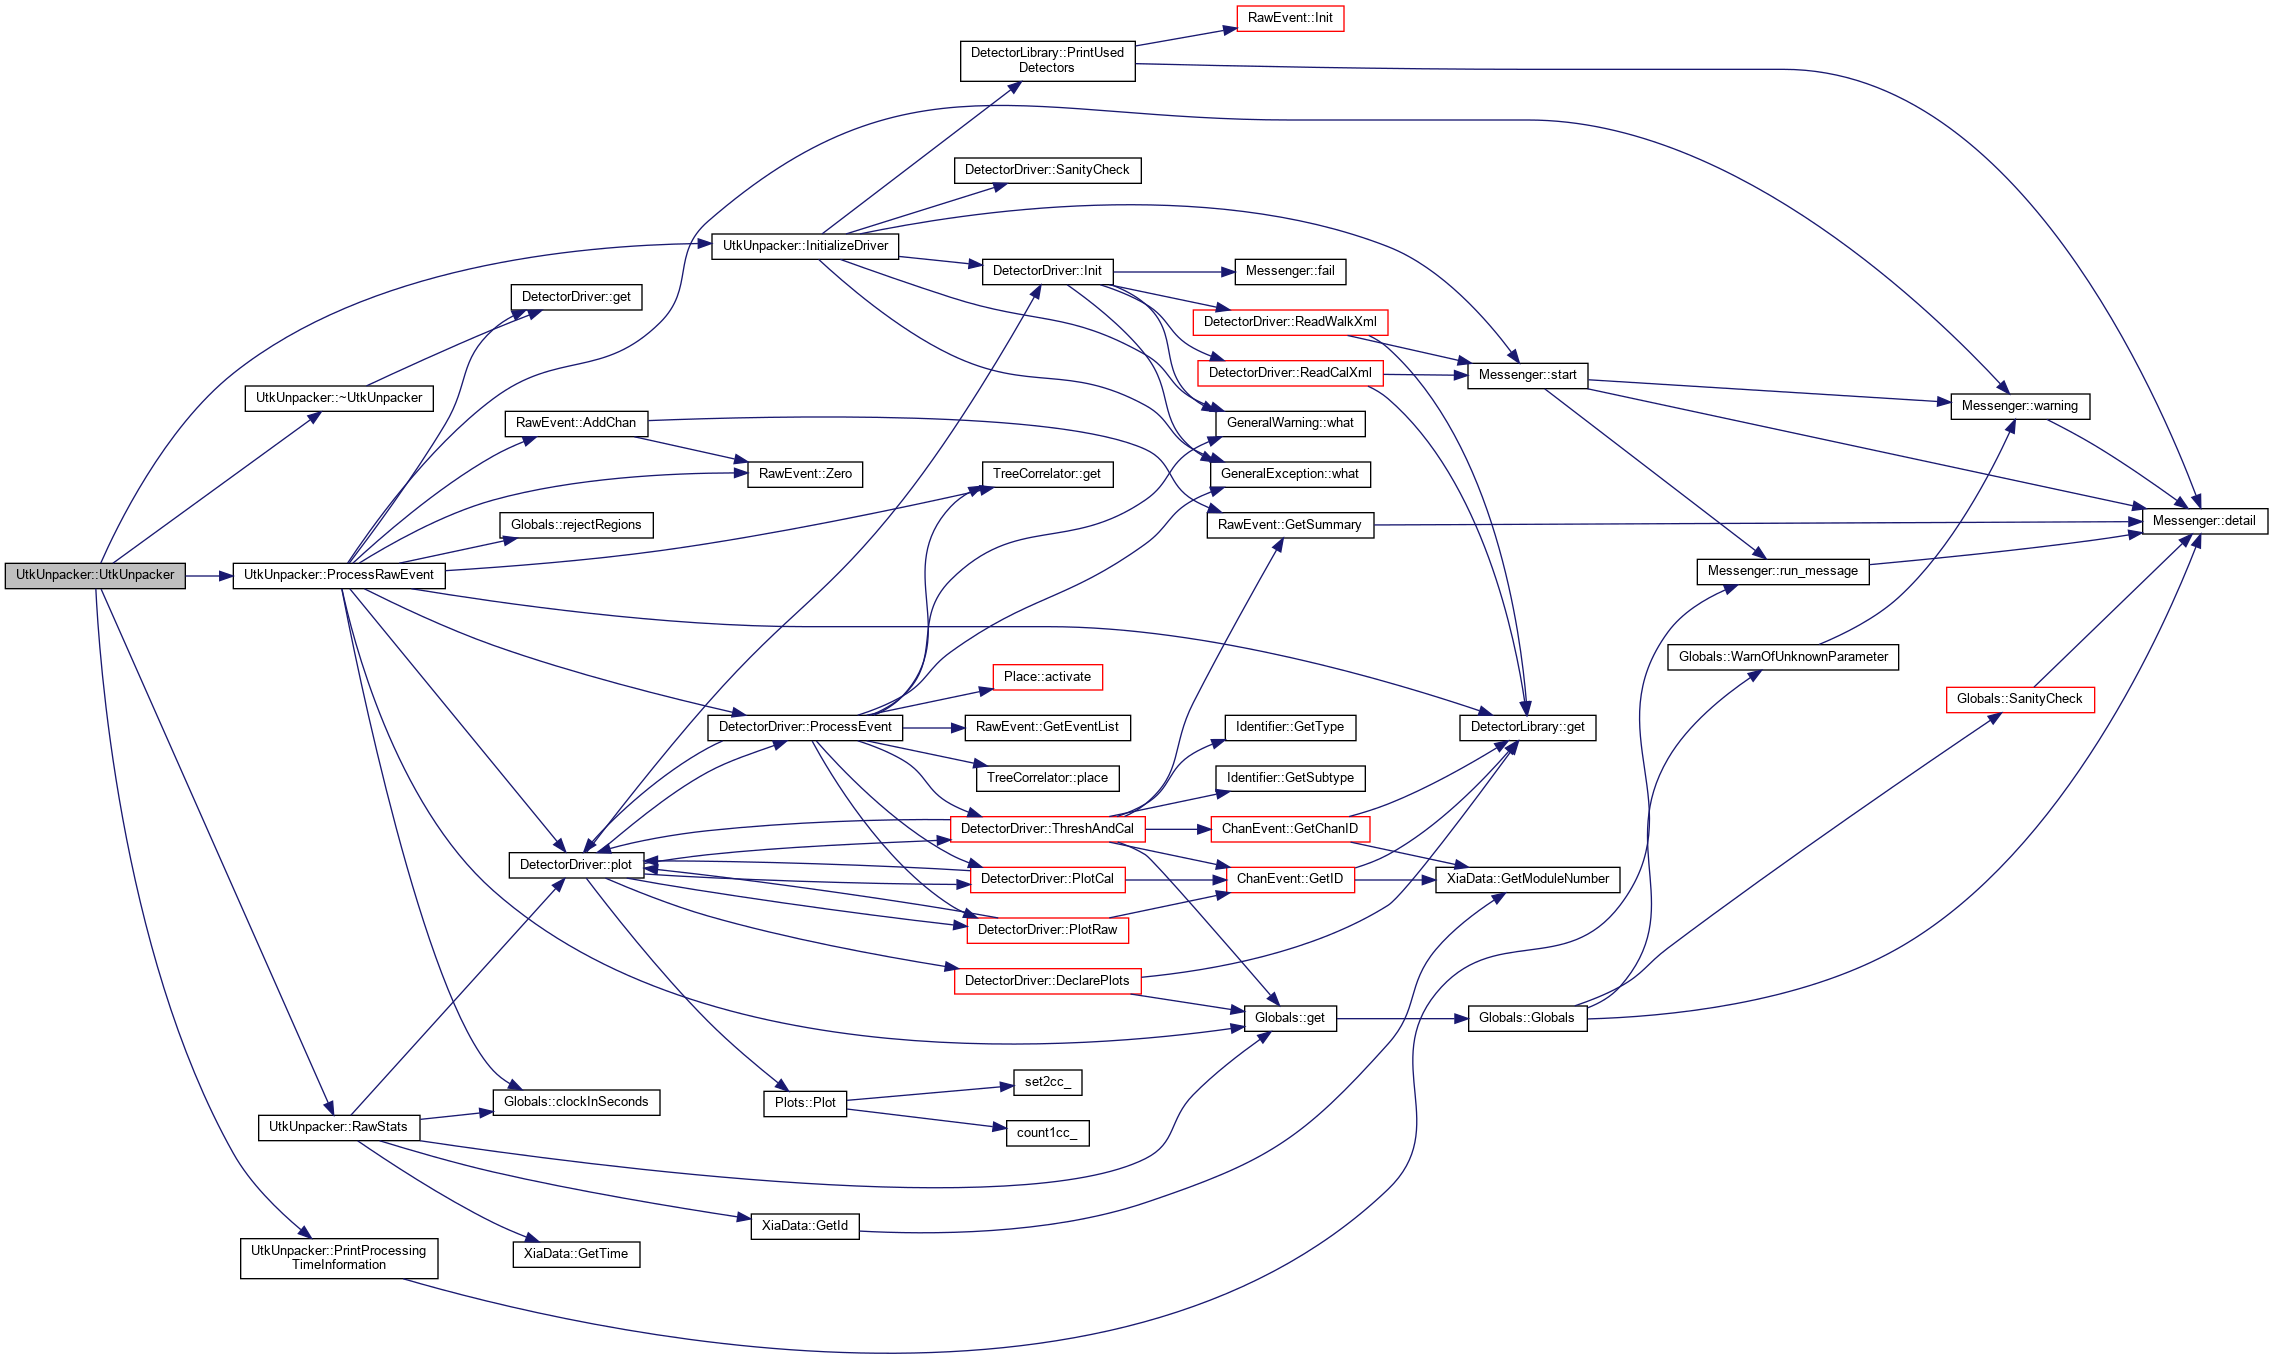 RawEvent::Init
DetectorLibrary::PrintUsed
Detectors
DetectorDriver::SanityCheck
UtkUnpacker::InitializeDriver
DetectorDriver::Init
Messenger::fail
DetectorDriver::get
DetectorDriver::ReadWalkXml
DetectorDriver::ReadCalXml
Messenger::start
UtkUnpacker::~UtkUnpacker
Messenger::warning
RawEvent::AddChan
GeneralWarning::what
RawEvent::Zero
TreeCorrelator::get
GeneralException::what
Globals::rejectRegions
RawEvent::GetSummary
Messenger::detail
UtkUnpacker::UtkUnpacker
UtkUnpacker::ProcessRawEvent
Messenger::run_message
Globals::WarnOfUnknownParameter
Place::activate
Globals::SanityCheck
DetectorDriver::ProcessEvent
RawEvent::GetEventList
Identifier::GetType
DetectorLibrary::get
TreeCorrelator::place
Identifier::GetSubtype
DetectorDriver::ThreshAndCal
ChanEvent::GetChanID
DetectorDriver::plot
DetectorDriver::PlotCal
ChanEvent::GetID
XiaData::GetModuleNumber
DetectorDriver::PlotRaw
DetectorDriver::DeclarePlots
Globals::get
Globals::Globals
set2cc_
Globals::clockInSeconds
Plots::Plot
UtkUnpacker::RawStats
count1cc_
XiaData::GetId
UtkUnpacker::PrintProcessing
TimeInformation
XiaData::GetTime